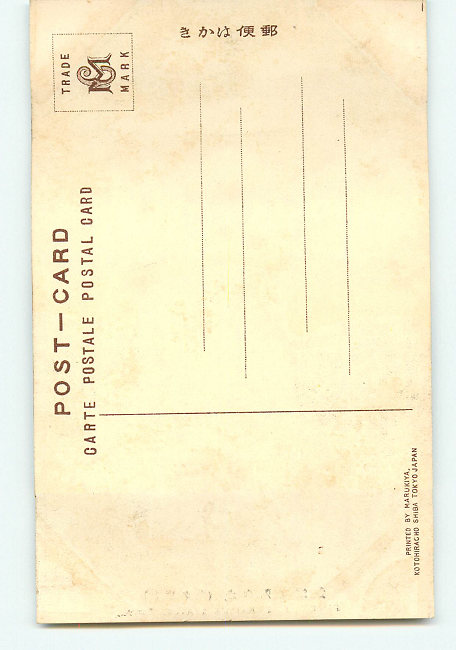 郵便はかき
TRADE
MARK
POST-CARD
CARTE POSTALE POSTAL CARD
PRINTED BY MARUKIYA,
KOTOHIRACHO SHIBA TOKYO JAPAN